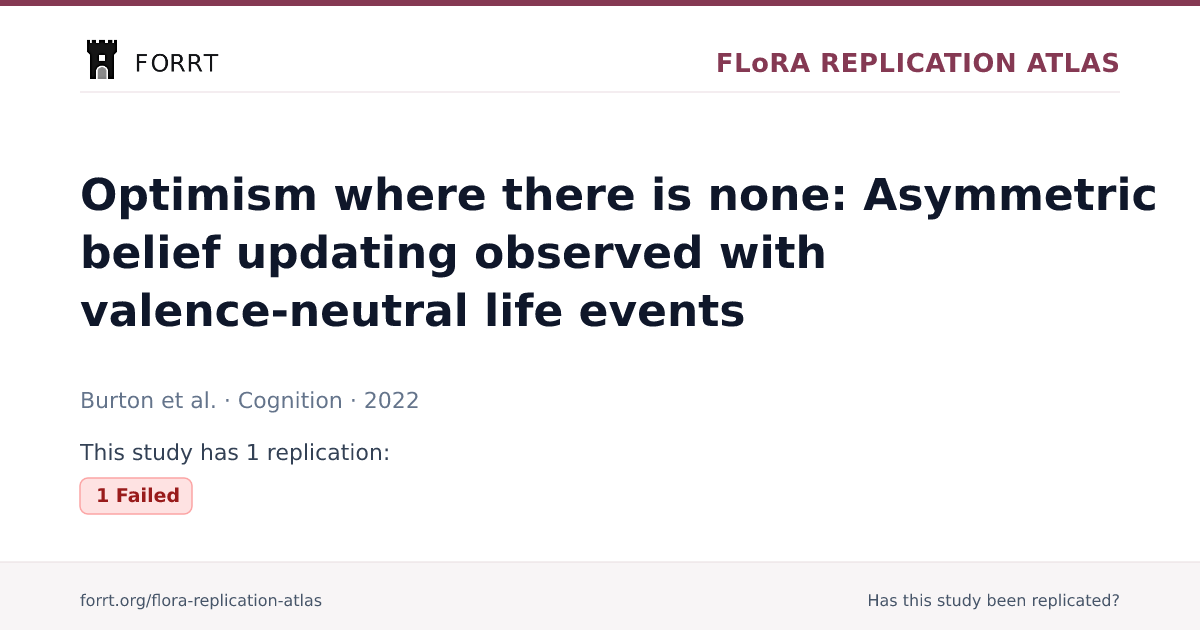 FORRT
FLoRA REPLICATION ATLAS
Optimism where there is none: Asymmetric
belief updating observed with
valence-neutral life events
Burton et al. · Cognition · 2022
This study has 1 replication:
1 Failed
forrt.org/flora-replication-atlas
Has this study been replicated?